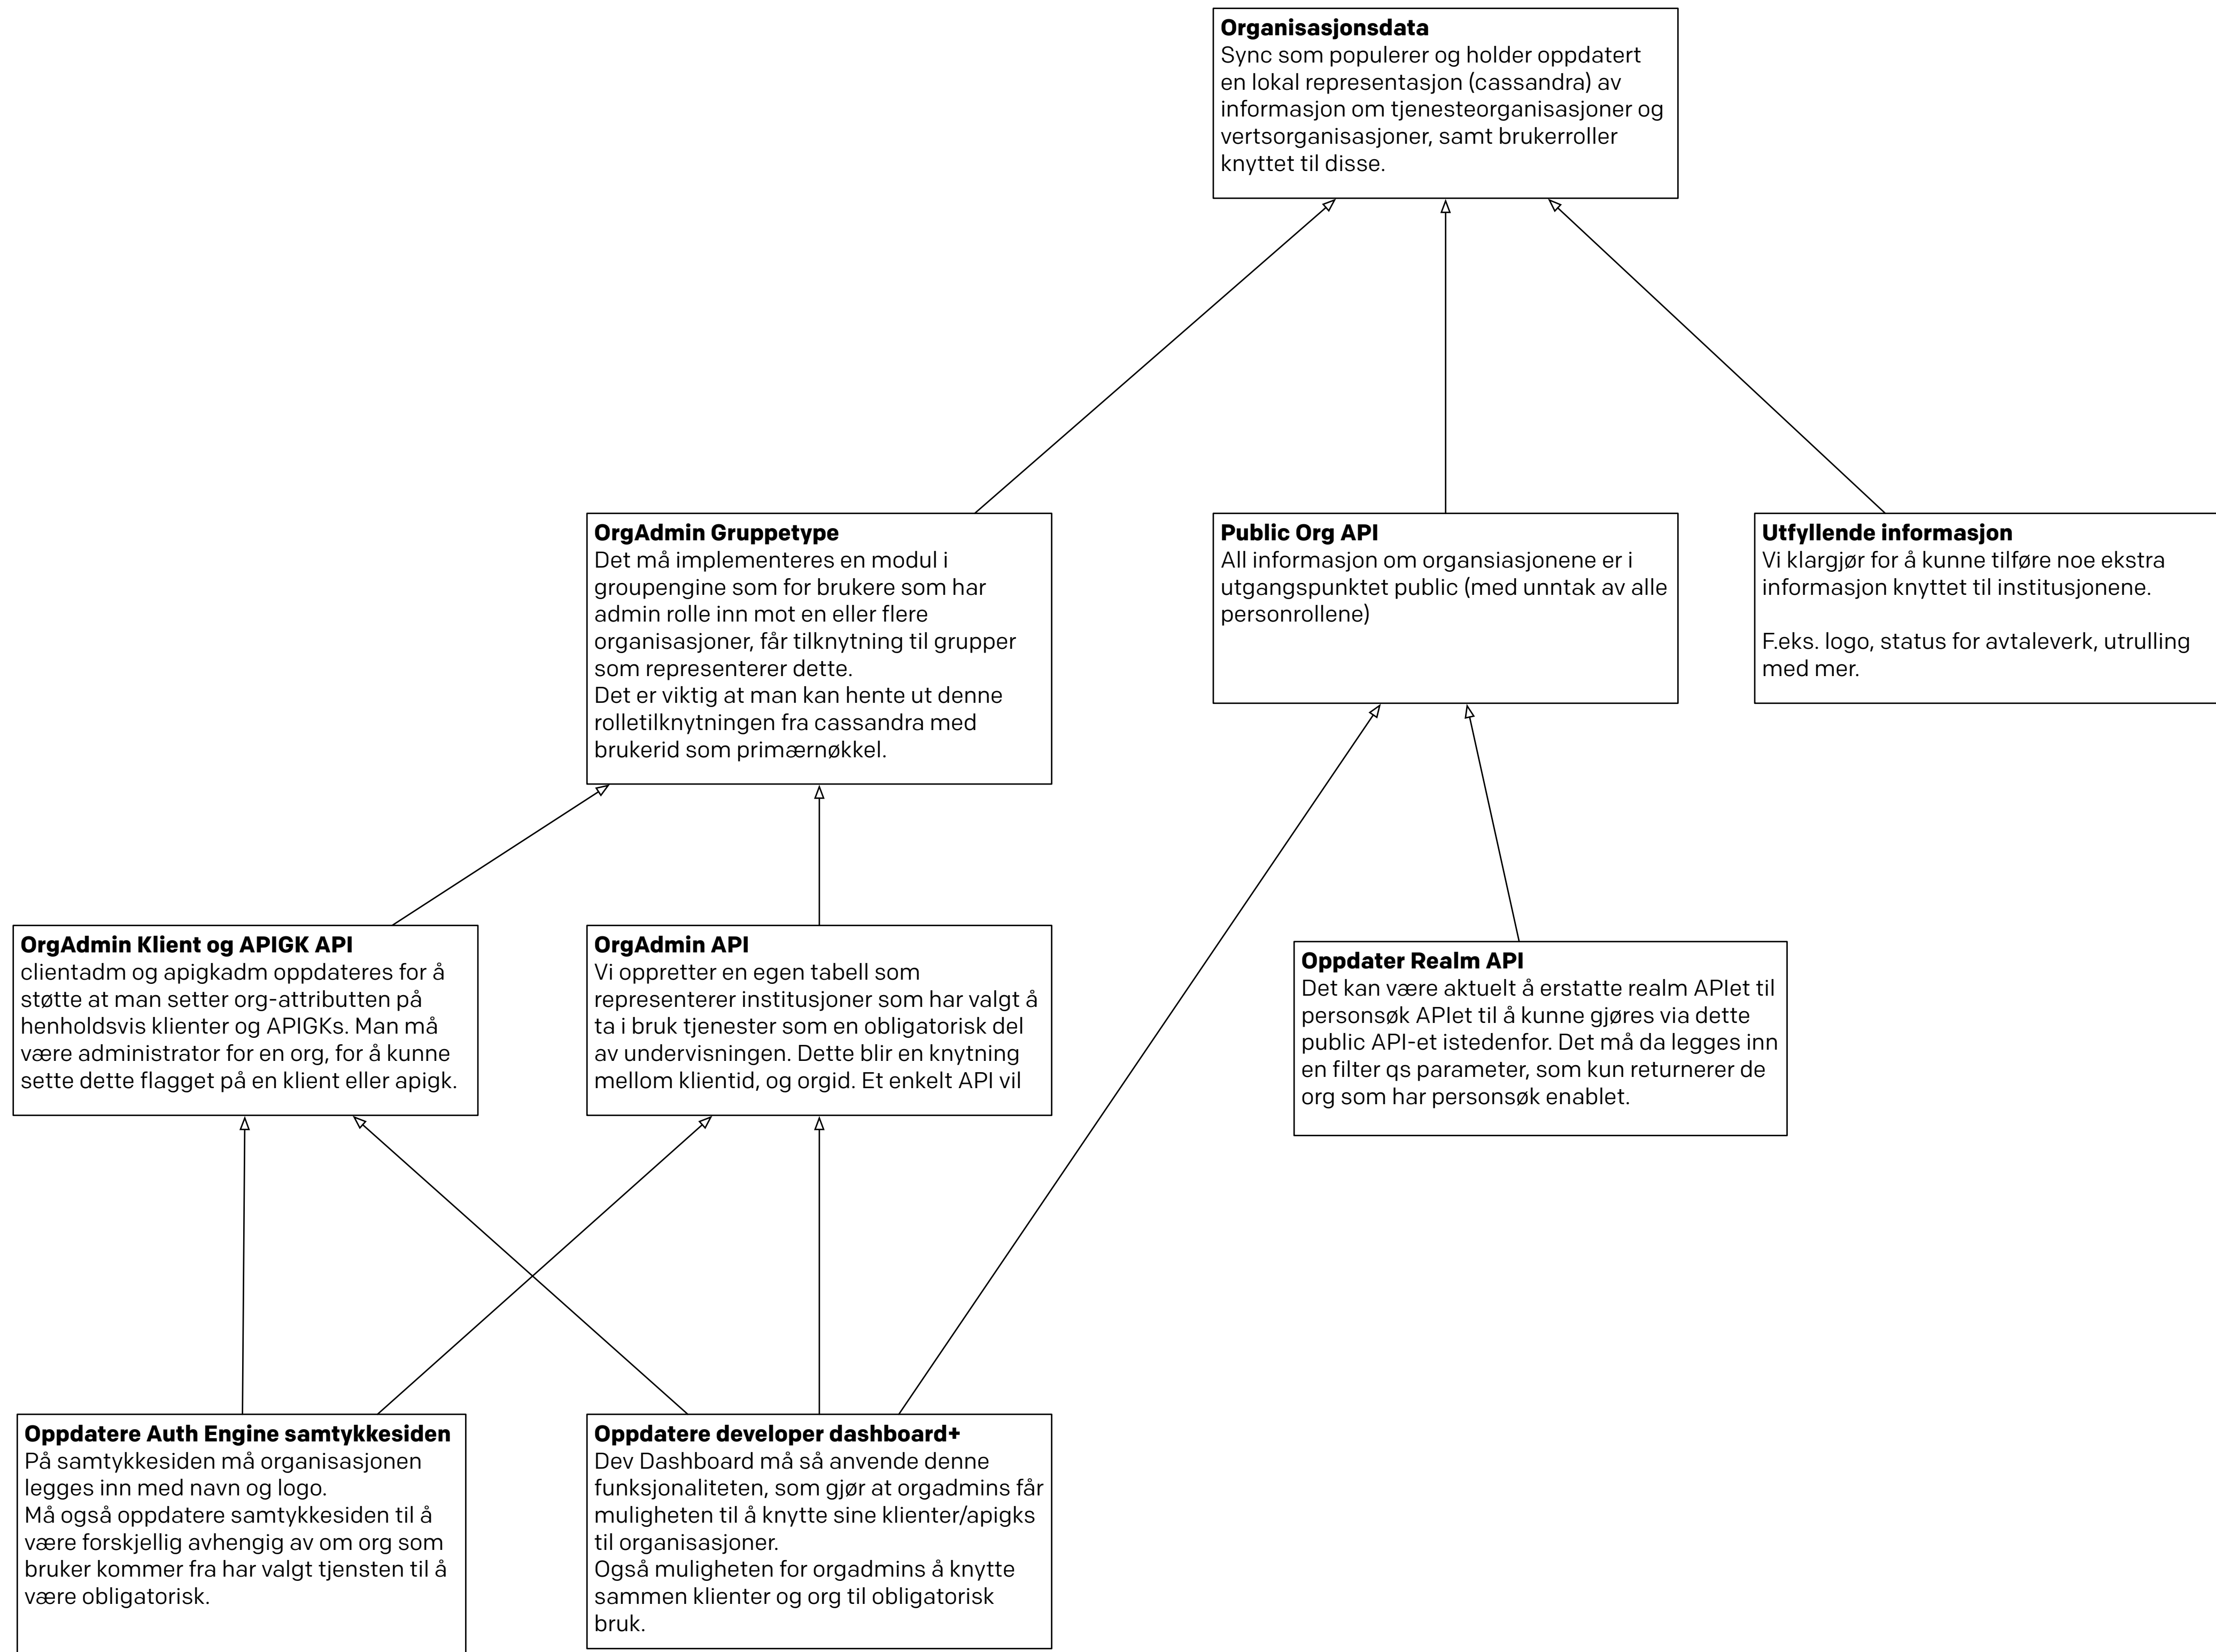 Organisasjonsdata
Sync som populerer og holder oppdatert
en lokal representasjon (cassandra) av
informasjon om tjenesteorganisasjoner og
vertsorganisasjoner, samt brukerroller
knyttet til disse.
OrgAdmin Gruppetype
Det må implementeres en modul i
groupengine som for brukere som har
admin rolle inn mot en eller flere
organisasjoner, får tilknytning til grupper
som representerer dette.
Det er viktig at man kan hente ut denne
rolletilknytningen fra cassandra med
brukerid som primærnøkkel.
Public Org API
All informasjon om organsiasjonene er i
utgangspunktet public (med unntak av alle
personrollene)
Utfyllende informasjon
Vi klargjør for å kunne tilføre noe ekstra
informasjon knyttet til institusjonene.
F.eks. logo, status for avtaleverk, utrulling
med mer.
OrgAdmin Klient og APIGK API
clientadm og apigkadm oppdateres for å
støtte at man setter org-attributten på
henholdsvis klienter og APIGKs. Man må
være administrator for en org, for å kunne
sette dette flagget på en klient eller apigk.
OrgAdmin API
Vi oppretter en egen tabell som
representerer institusjoner som har valgt å
ta i bruk tjenester som en obligatorisk del
av undervisningen. Dette blir en knytning
mellom klientid, og orgid. Et enkelt API vil
Oppdater Realm API
Det kan være aktuelt å erstatte realm APIet til
personsøk APIet til å kunne gjøres via dette
public API-et istedenfor. Det må da legges inn
en filter qs parameter, som kun returnerer de
org som har personsøk enablet.
Oppdatere Auth Engine samtykkesiden
På samtykkesiden må organisasjonen
legges inn med navn og logo.
Må også oppdatere samtykkesiden til å
være forskjellig avhengig av om org som
bruker kommer fra har valgt tjensten til å
være obligatorisk.
Oppdatere developer dashboard+
Dev Dashboard må så anvende denne
funksjonaliteten, som gjør at orgadmins får
muligheten til å knytte sine klienter/apigks
til organisasjoner.
Også muligheten for orgadmins å knytte
sammen klienter og org til obligatorisk
bruk.